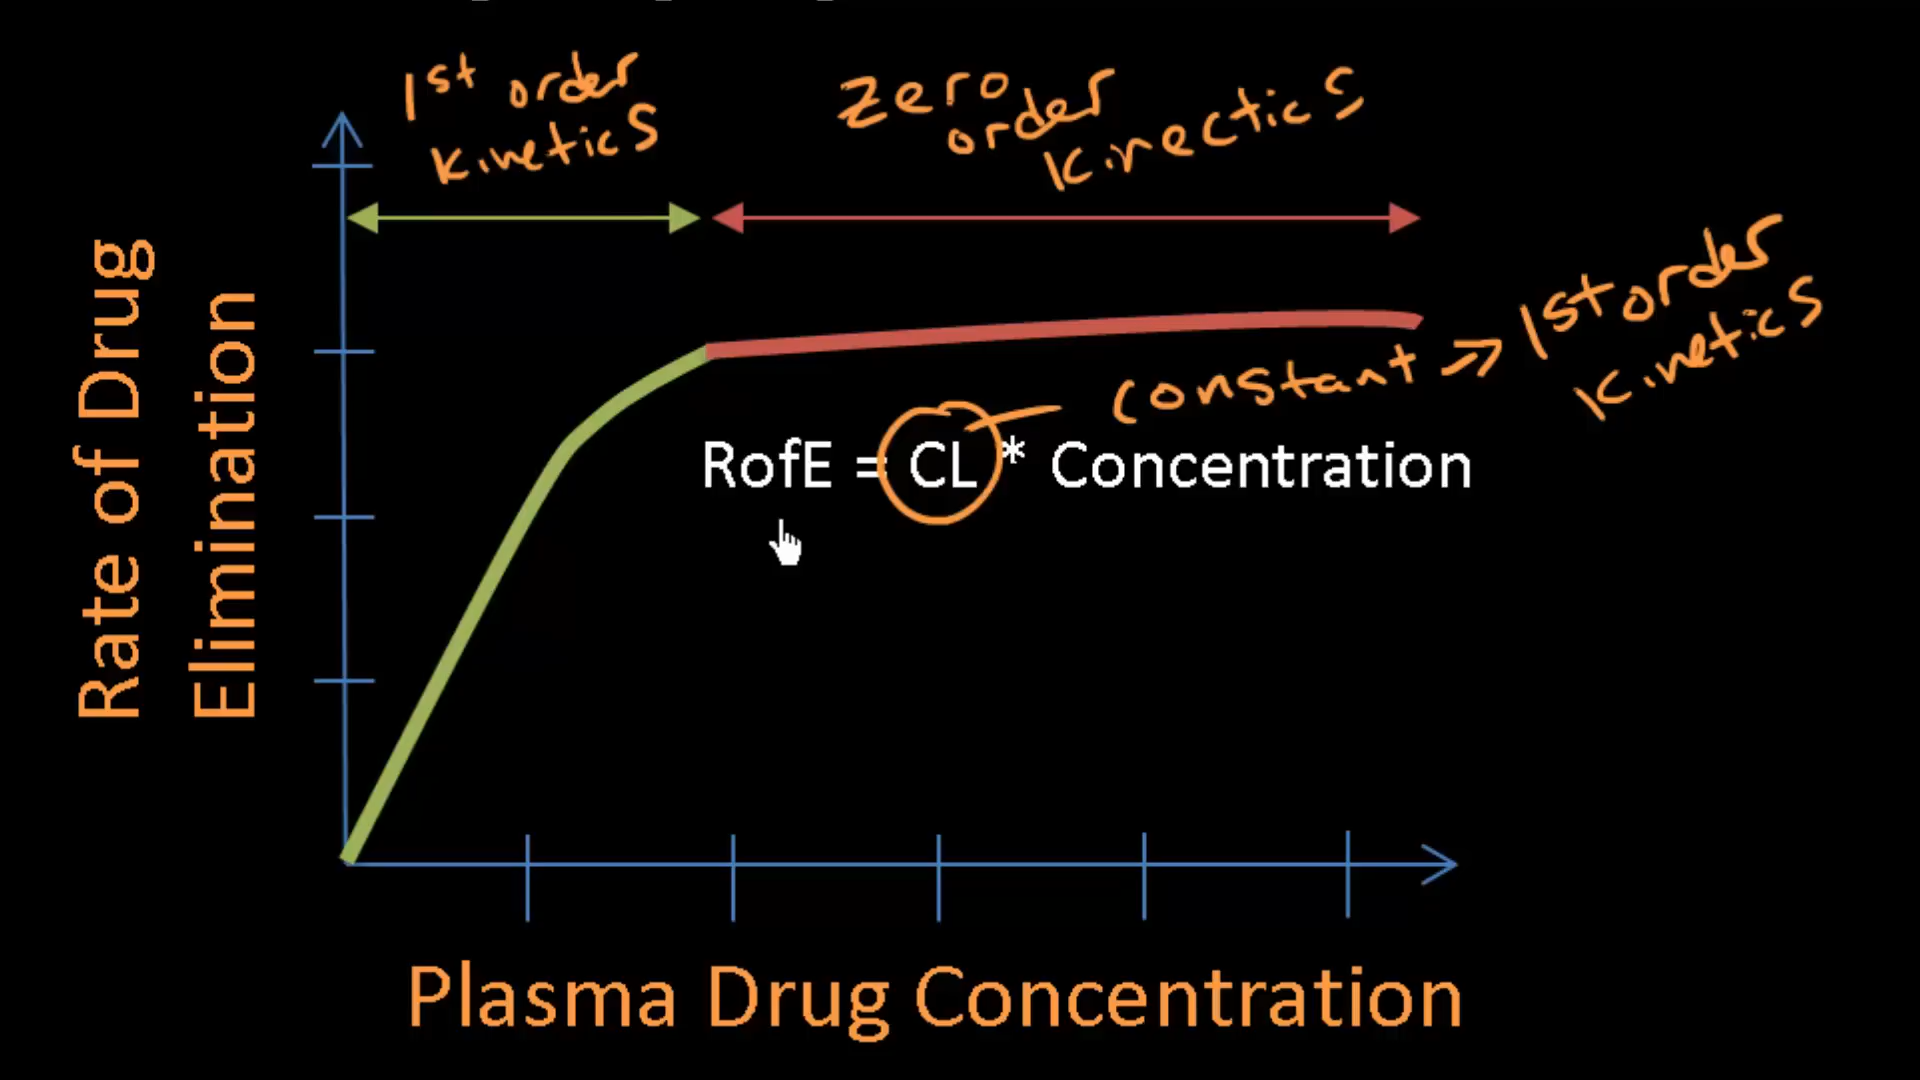 1st order
kinetics
zero
order
kinectics
Rate of Drug
Elimination
constant → 1st order
kinetics
RofE = CL * Concentration
Plasma Drug Concentration